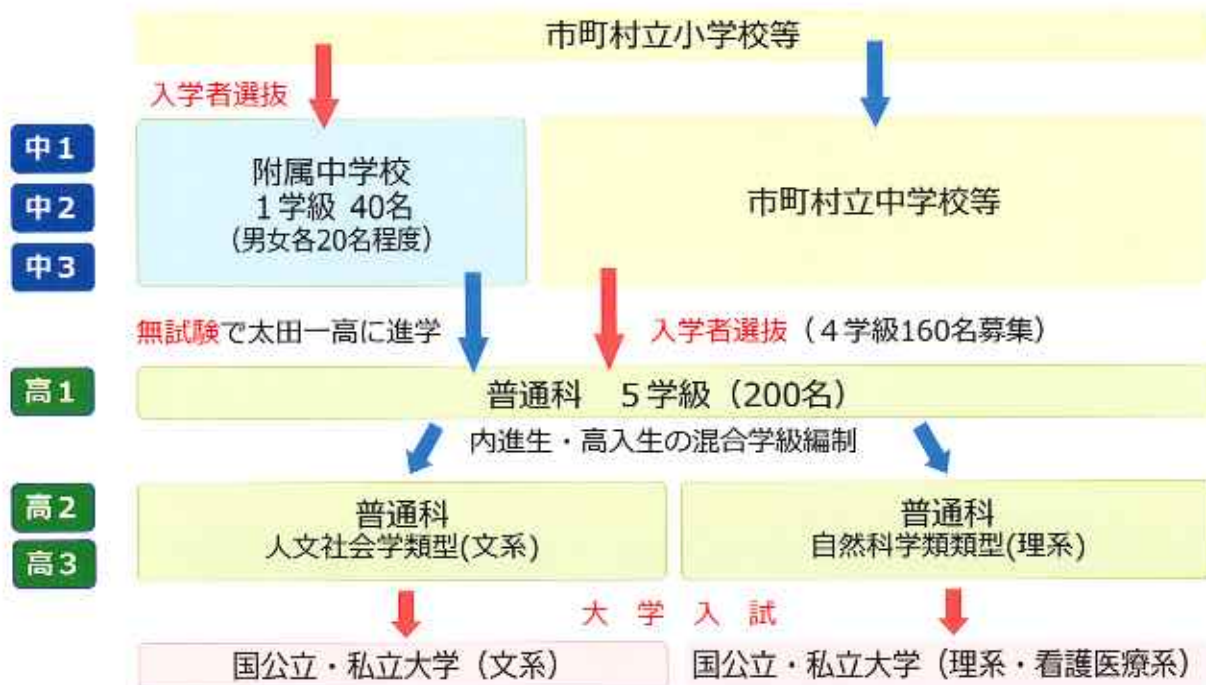 市町村立小学校等
入学者選抜
中1
中2
中3
附属中学校
1学級 40名
(男女各20名程度)
市町村立中学校等
無試験で太田一高に進学
入学者選抜（4学級160名募集）
高1
普通科　5学級（200名）
内進生・高入生の混合学級編制
高2
高3
普通科
人文社会学類型(文系)
普通科
自然科学類類型(理系)
大 学 入 試
国公立・私立大学（文系）
国公立・私立大学（理系・看護医療系）